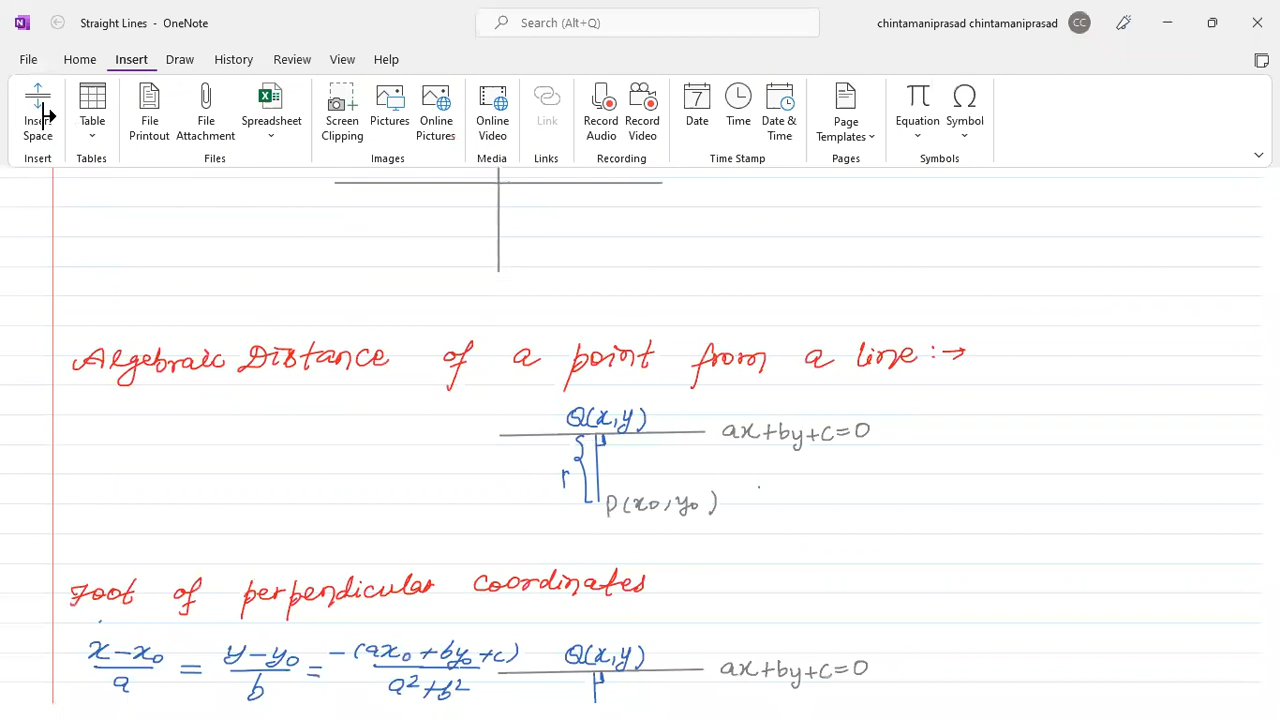 Straight Lines - OneNote
Search (Alt+Q)
chintamaniprasad chintamaniprasad
CC
File Home Insert Draw History Review View Help
Insert Space
Table
File Printout
File Attachment
Spreadsheet
Screen Clipping
Pictures
Online Pictures
Online Video
Link
Record Audio
Record Video
Date
Time
Date & Time
Page Templates
Equation
Symbol
Insert Tables Files Images Media Links Recording Time Stamp Pages Symbols
Algebraic Distance of a point from a line :→
Q(x,y)
ax+by+c=0
r
P(x₀,y₀)
Foot of perpendicular coordinates
(x-x₀)/a = (y-y₀)/b = -(ax₀+by₀+c)/(a²+b²)
Q(x,y)
ax+by+c=0